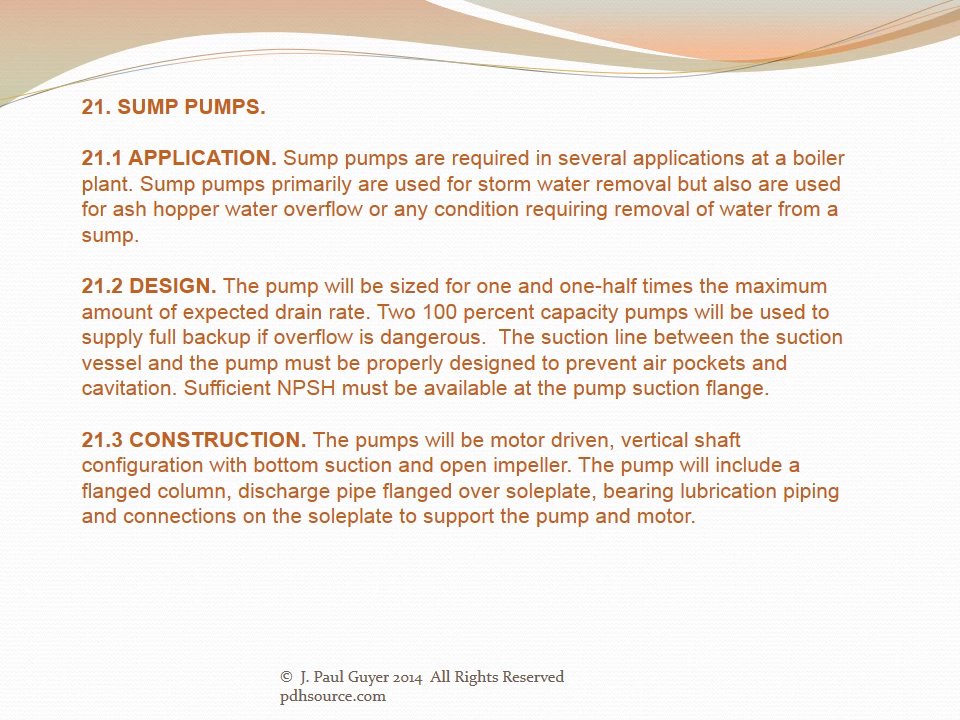 21. SUMP PUMPS.
21.1 APPLICATION. Sump pumps are required in several applications at a boiler
plant. Sump pumps primarily are used for storm water removal but also are used
for ash hopper water overflow or any condition requiring removal of water from a
sump.
21.2 DESIGN. The pump will be sized for one and one-half times the maximum
amount of expected drain rate. Two 100 percent capacity pumps will be used to
supply full backup if overflow is dangerous.  The suction line between the suction
vessel and the pump must be properly designed to prevent air pockets and
cavitation. Sufficient NPSH must be available at the pump suction flange.
21.3 CONSTRUCTION. The pumps will be motor driven, vertical shaft
configuration with bottom suction and open impeller. The pump will include a
flanged column, discharge pipe flanged over soleplate, bearing lubrication piping
and connections on the soleplate to support the pump and motor.
© J. Paul Guyer 2014  All Rights Reserved
pdhsource.com